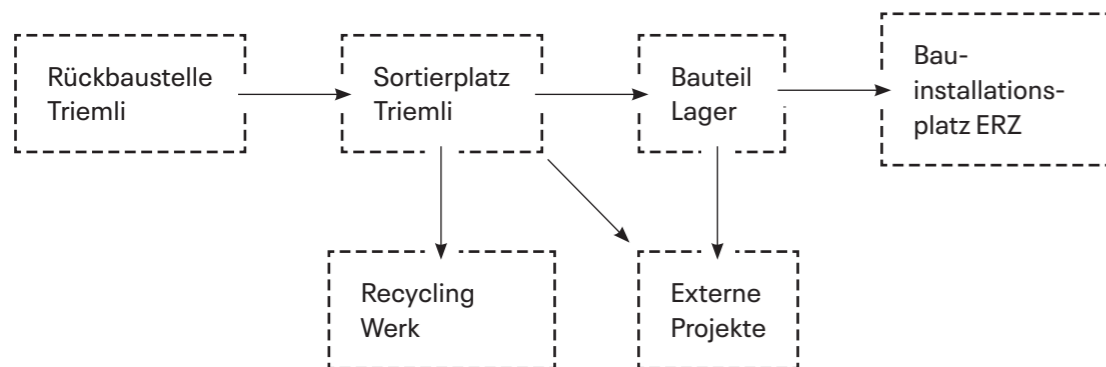 Rückbaustelle
Triemli
Sortierplatz
Triemli
Bauteil
Lager
Bau-
installations-
platz ERZ
Recycling
Werk
Externe
Projekte